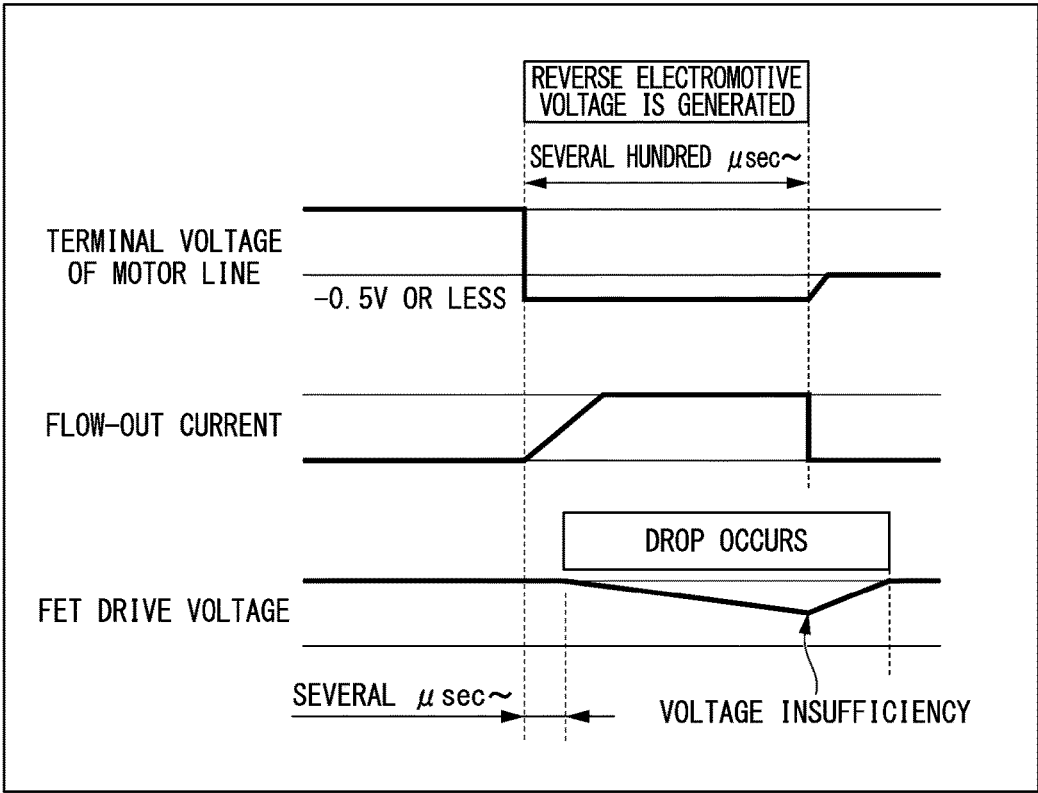 REVERSE ELECTROMOTIVE
VOLTAGE IS GENERATED
SEVERAL HUNDRED μsec~
TERMINAL VOLTAGE
OF MOTOR LINE
-0.5V OR LESS
FLOW-OUT CURRENT
DROP OCCURS
FET DRIVE VOLTAGE
SEVERAL μsec~
VOLTAGE INSUFFICIENCY